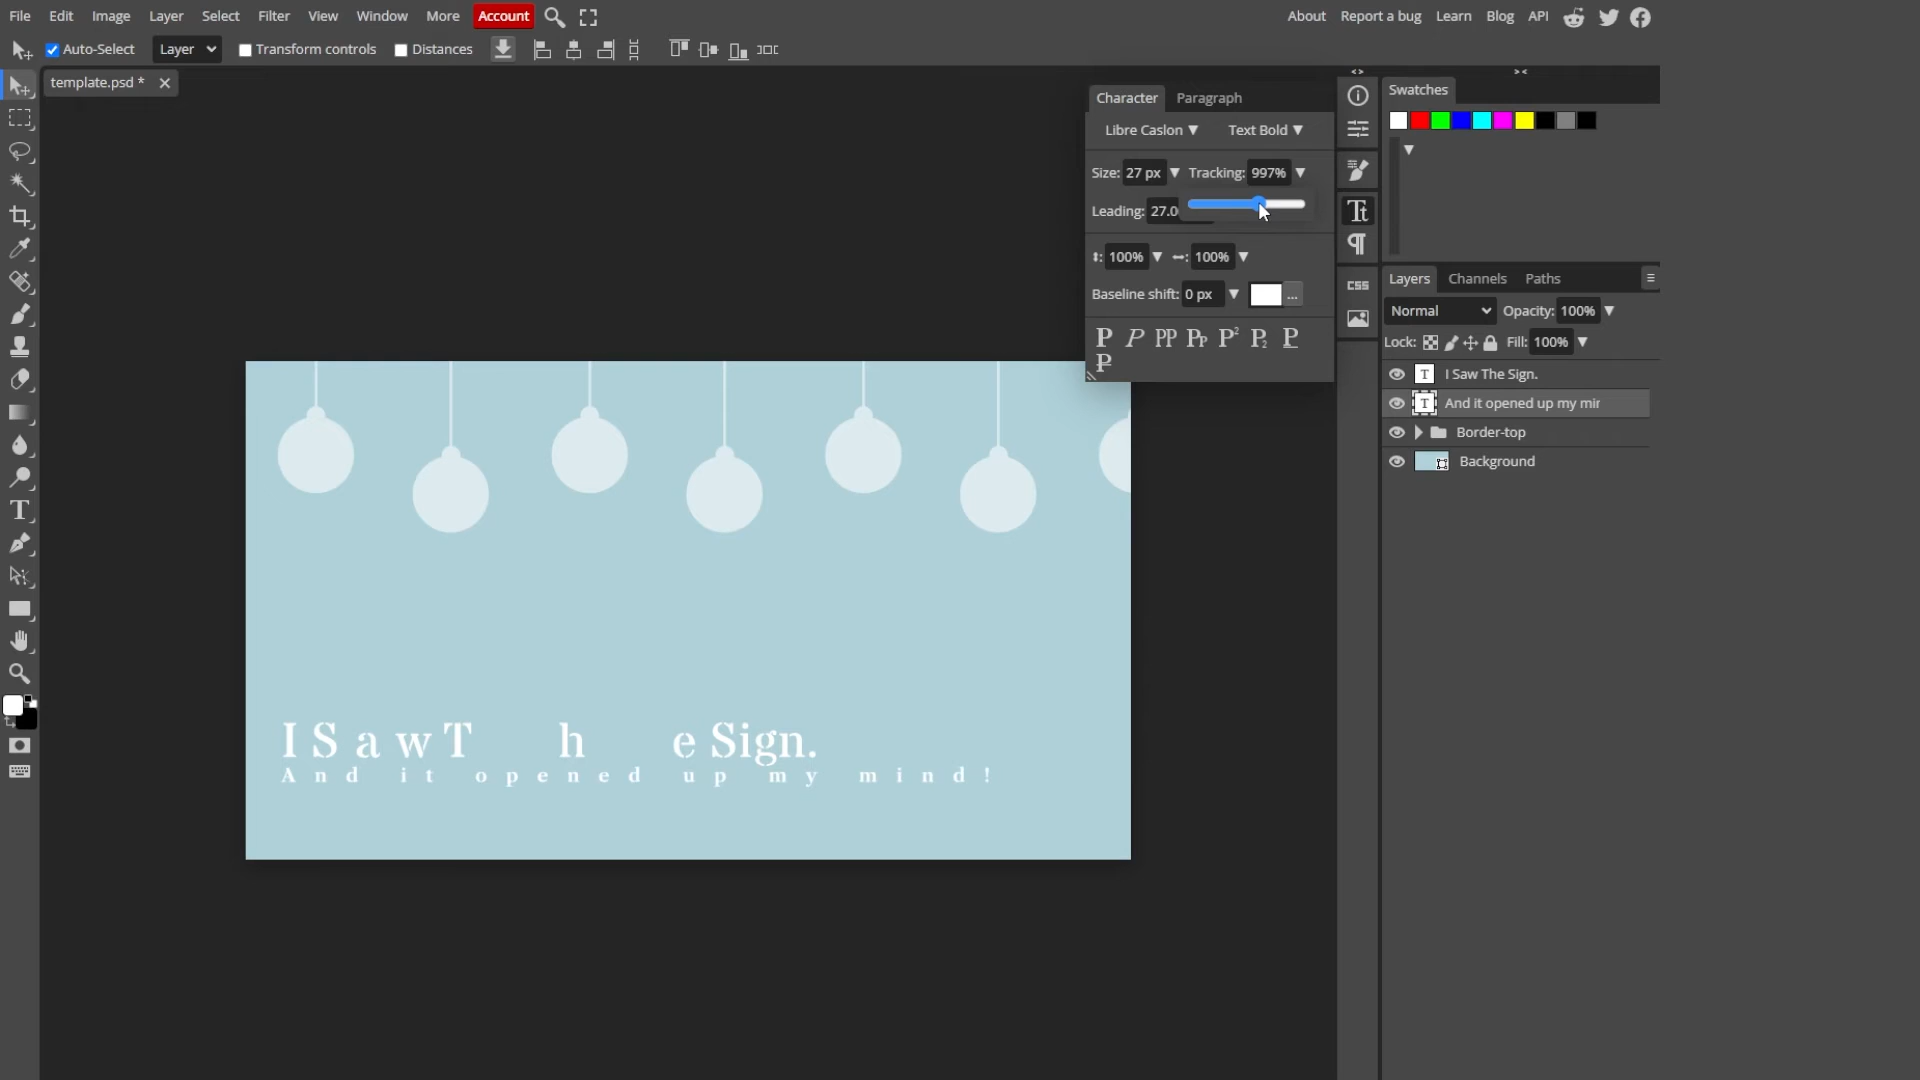 File Edit Image Layer Select Filter View Window More Account About Report a bug Learn Blog API
Auto-Select Layer Transform controls Distances
template.psd *
Character Paragraph
Libre Caslon Text Bold
Size: 27 px Tracking: 997%
Leading: 27.0
100% 100%
Baseline shift: 0 px ...
Swatches
CSS
Layers Channels Paths
Normal Opacity: 100%
Lock: Fill: 100%
I Saw The Sign.
And it opened up my mir
Border-top
Background
I S a w T h e Sign.
A n d i t o p e n e d u p m y m i n d !